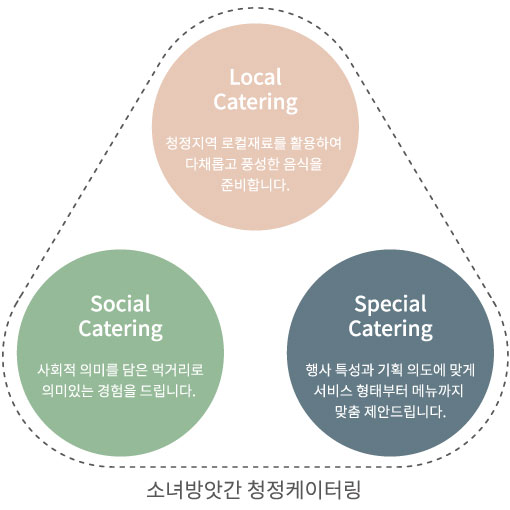 Local
Catering
청정지역 로컬재료를 활용하여
다채롭고 풍성한 음식을
준비합니다.
Social
Catering
사회적 의미를 담은 먹거리로
의미있는 경험을 드립니다.
Special
Catering
행사 특성과 기획 의도에 맞게
서비스 형태부터 메뉴까지
맞춤 제안드립니다.
소녀방앗간 청정케이터링